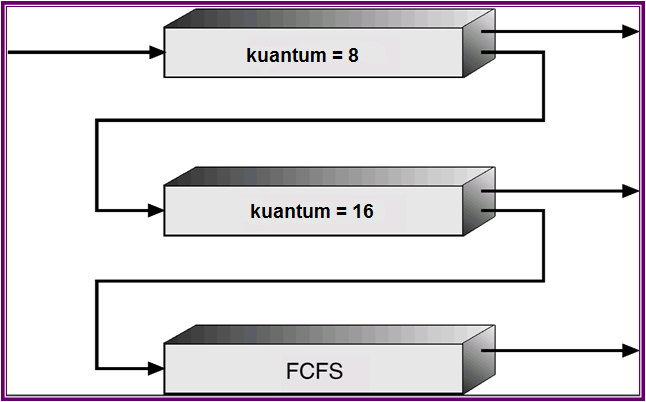 kuantum = 8
kuantum = 16
FCFS